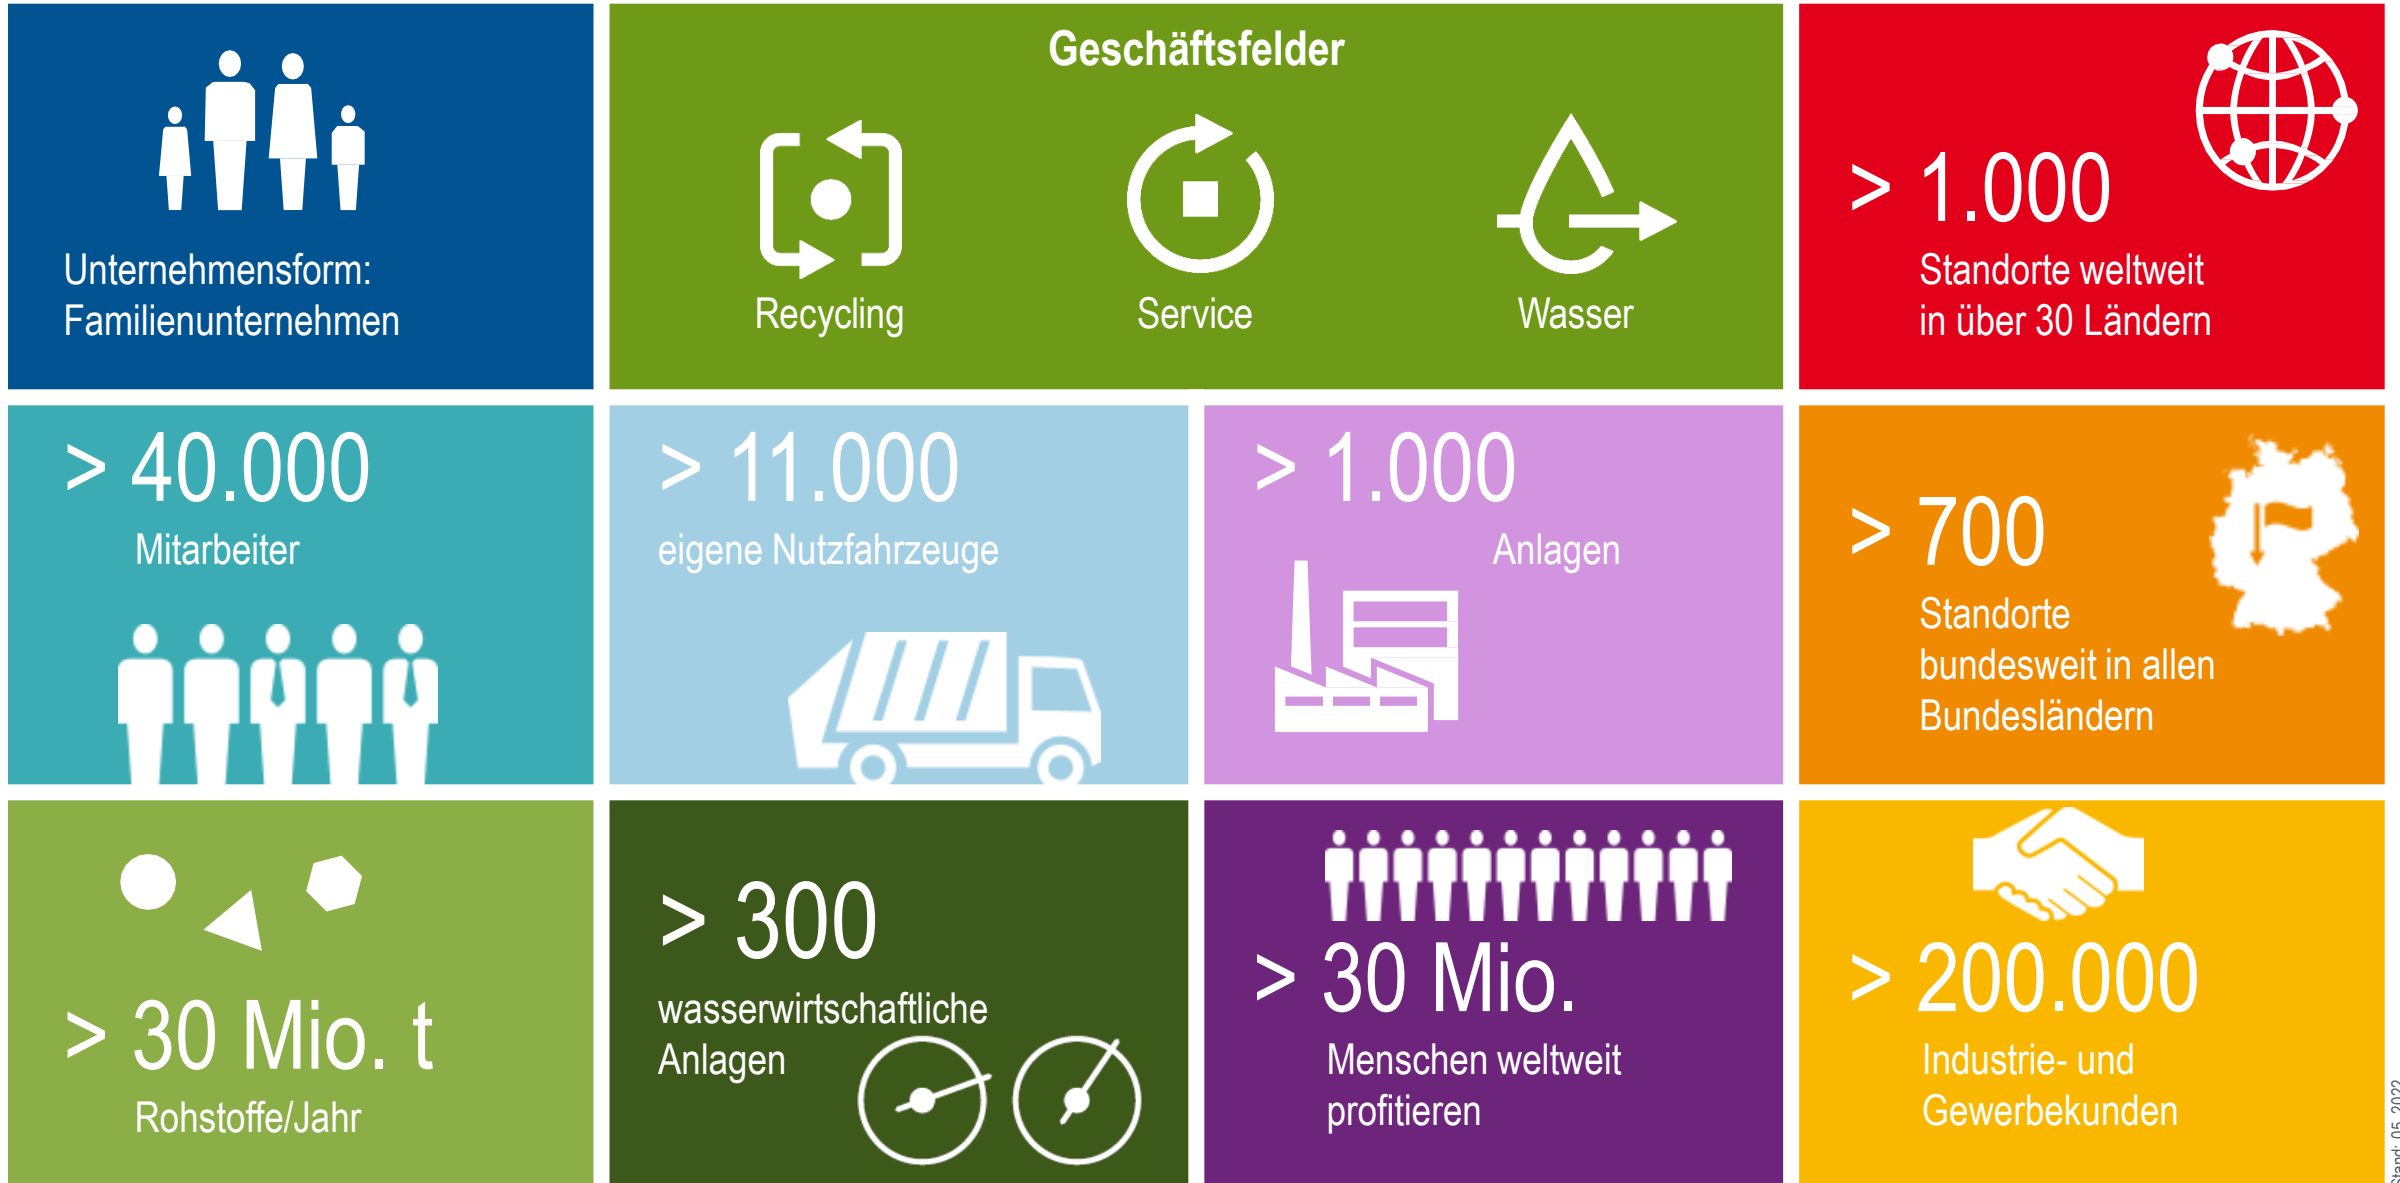 Unternehmensform:
Familienunternehmen
Geschäftsfelder
Recycling
Service
Wasser
> 1.000
Standorte weltweit
in über 30 Ländern
> 40.000
Mitarbeiter
> 11.000
eigene Nutzfahrzeuge
> 1.000
Anlagen
> 700
Standorte
bundesweit in allen
Bundesländern
> 30 Mio. t
Rohstoffe/Jahr
> 300
wasserwirtschaftliche
Anlagen
> 30 Mio.
Menschen weltweit
profitieren
> 200.000
Industrie- und
Gewerbekunden
Stand: 05_2022